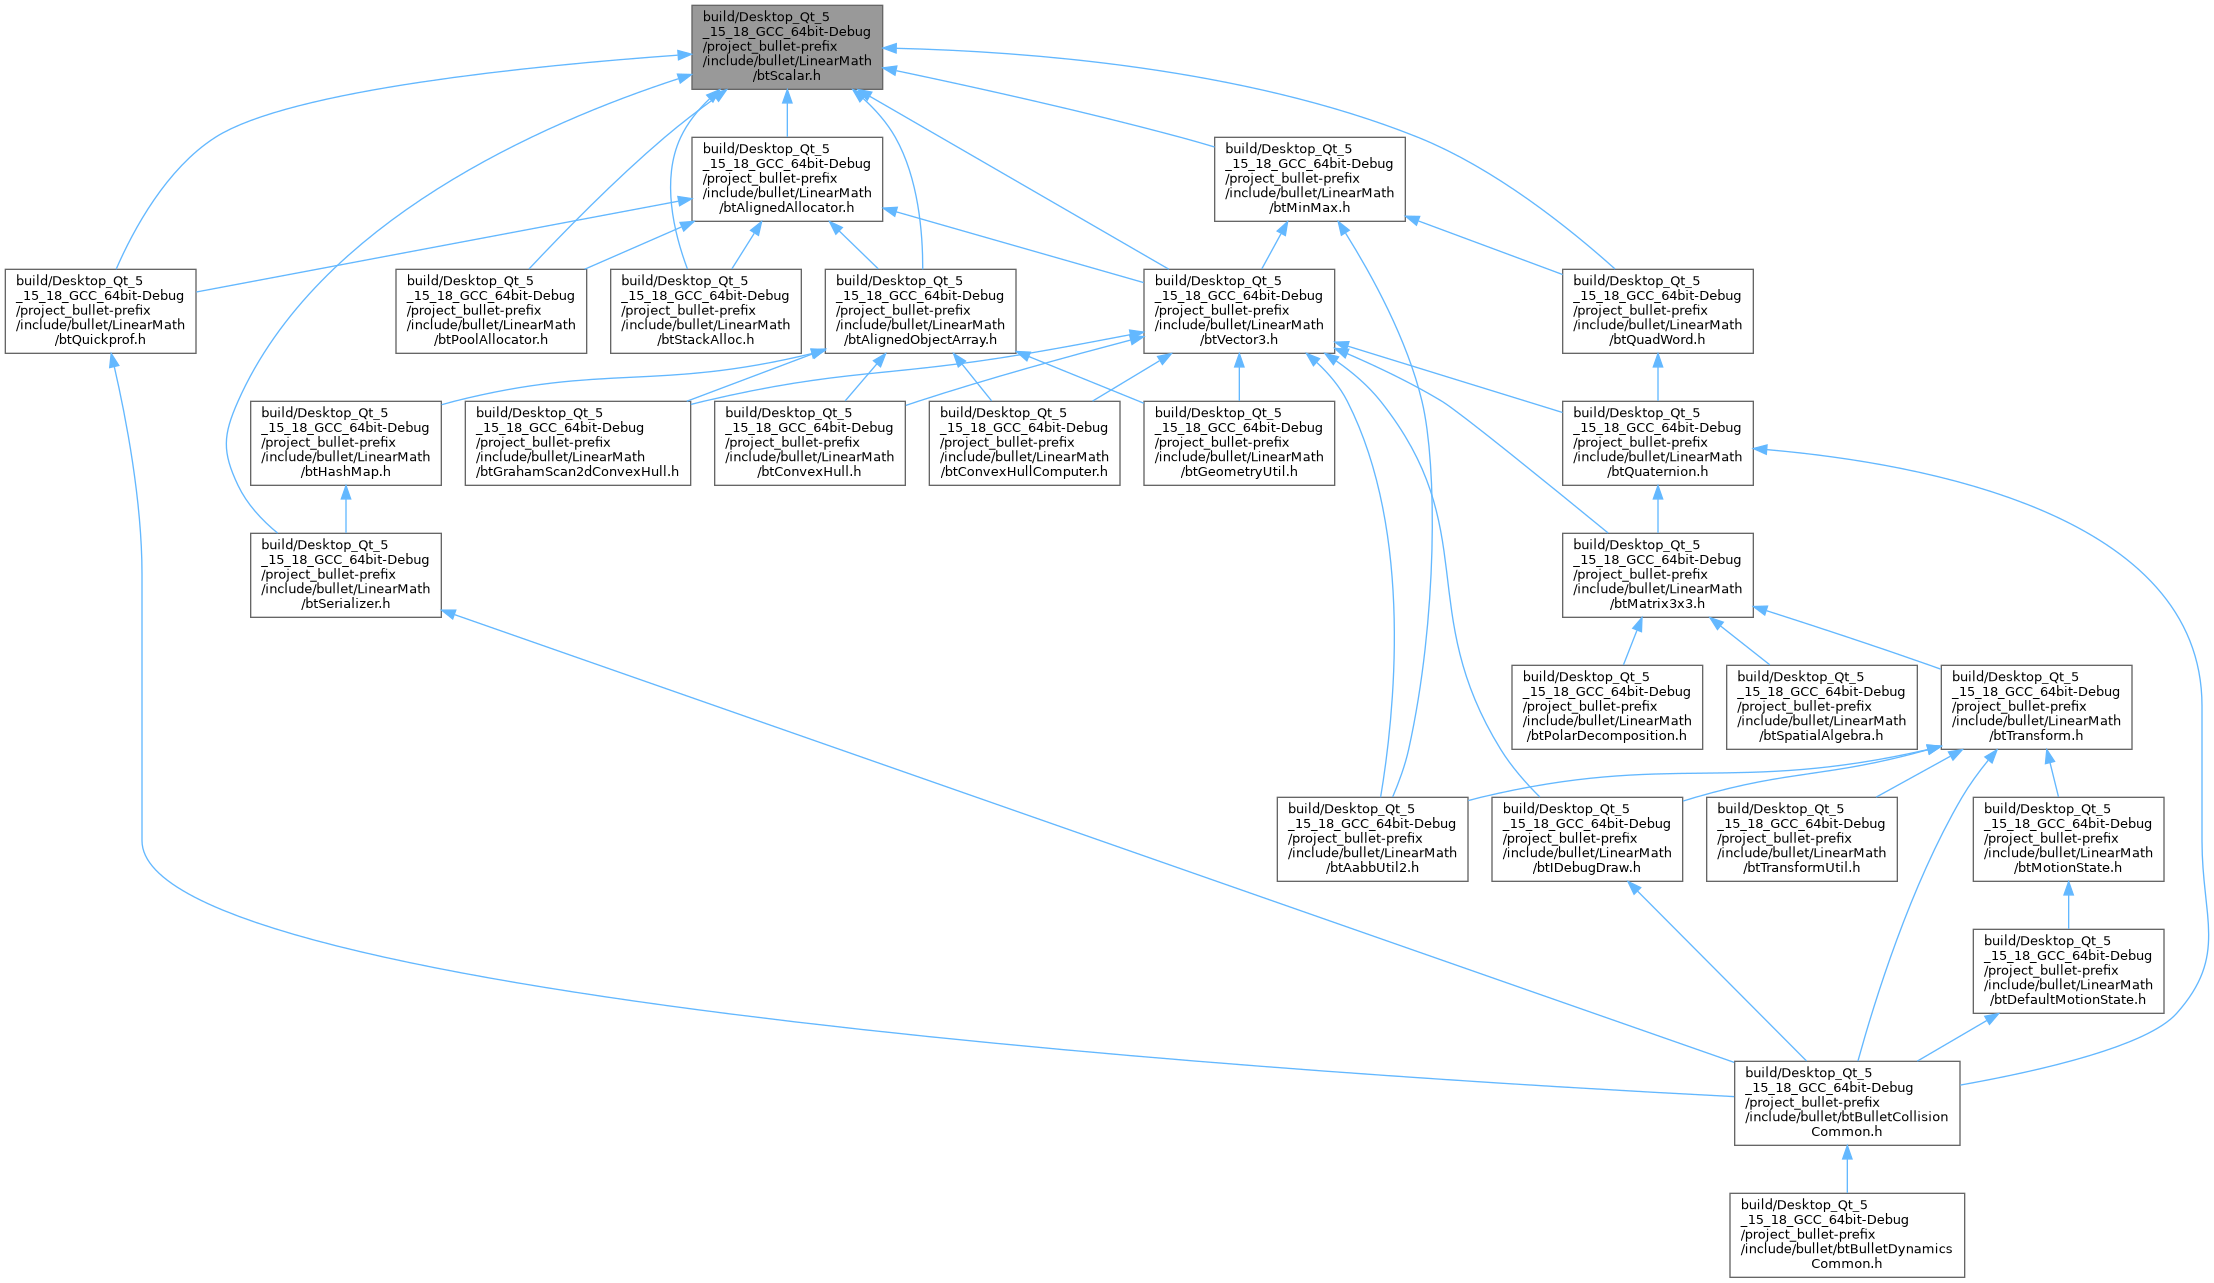 build/Desktop_Qt_5
_15_18_GCC_64bit-Debug
/project_bullet-prefix
/include/bullet/LinearMath
/btScalar.h
build/Desktop_Qt_5
_15_18_GCC_64bit-Debug
/project_bullet-prefix
/include/bullet/LinearMath
/btAlignedAllocator.h
build/Desktop_Qt_5
_15_18_GCC_64bit-Debug
/project_bullet-prefix
/include/bullet/LinearMath
/btMinMax.h
build/Desktop_Qt_5
_15_18_GCC_64bit-Debug
/project_bullet-prefix
/include/bullet/LinearMath
/btQuickprof.h
build/Desktop_Qt_5
_15_18_GCC_64bit-Debug
/project_bullet-prefix
/include/bullet/LinearMath
/btPoolAllocator.h
build/Desktop_Qt_5
_15_18_GCC_64bit-Debug
/project_bullet-prefix
/include/bullet/LinearMath
/btStackAlloc.h
build/Desktop_Qt_5
_15_18_GCC_64bit-Debug
/project_bullet-prefix
/include/bullet/LinearMath
/btAlignedObjectArray.h
build/Desktop_Qt_5
_15_18_GCC_64bit-Debug
/project_bullet-prefix
/include/bullet/LinearMath
/btVector3.h
build/Desktop_Qt_5
_15_18_GCC_64bit-Debug
/project_bullet-prefix
/include/bullet/LinearMath
/btQuadWord.h
build/Desktop_Qt_5
_15_18_GCC_64bit-Debug
/project_bullet-prefix
/include/bullet/LinearMath
/btHashMap.h
build/Desktop_Qt_5
_15_18_GCC_64bit-Debug
/project_bullet-prefix
/include/bullet/LinearMath
/btGrahamScan2dConvexHull.h
build/Desktop_Qt_5
_15_18_GCC_64bit-Debug
/project_bullet-prefix
/include/bullet/LinearMath
/btConvexHull.h
build/Desktop_Qt_5
_15_18_GCC_64bit-Debug
/project_bullet-prefix
/include/bullet/LinearMath
/btConvexHullComputer.h
build/Desktop_Qt_5
_15_18_GCC_64bit-Debug
/project_bullet-prefix
/include/bullet/LinearMath
/btGeometryUtil.h
build/Desktop_Qt_5
_15_18_GCC_64bit-Debug
/project_bullet-prefix
/include/bullet/LinearMath
/btQuaternion.h
build/Desktop_Qt_5
_15_18_GCC_64bit-Debug
/project_bullet-prefix
/include/bullet/LinearMath
/btSerializer.h
build/Desktop_Qt_5
_15_18_GCC_64bit-Debug
/project_bullet-prefix
/include/bullet/LinearMath
/btMatrix3x3.h
build/Desktop_Qt_5
_15_18_GCC_64bit-Debug
/project_bullet-prefix
/include/bullet/LinearMath
/btPolarDecomposition.h
build/Desktop_Qt_5
_15_18_GCC_64bit-Debug
/project_bullet-prefix
/include/bullet/LinearMath
/btSpatialAlgebra.h
build/Desktop_Qt_5
_15_18_GCC_64bit-Debug
/project_bullet-prefix
/include/bullet/LinearMath
/btTransform.h
build/Desktop_Qt_5
_15_18_GCC_64bit-Debug
/project_bullet-prefix
/include/bullet/LinearMath
/btAabbUtil2.h
build/Desktop_Qt_5
_15_18_GCC_64bit-Debug
/project_bullet-prefix
/include/bullet/LinearMath
/btIDebugDraw.h
build/Desktop_Qt_5
_15_18_GCC_64bit-Debug
/project_bullet-prefix
/include/bullet/LinearMath
/btTransformUtil.h
build/Desktop_Qt_5
_15_18_GCC_64bit-Debug
/project_bullet-prefix
/include/bullet/LinearMath
/btMotionState.h
build/Desktop_Qt_5
_15_18_GCC_64bit-Debug
/project_bullet-prefix
/include/bullet/LinearMath
/btDefaultMotionState.h
build/Desktop_Qt_5
_15_18_GCC_64bit-Debug
/project_bullet-prefix
/include/bullet/btBulletCollision
Common.h
build/Desktop_Qt_5
_15_18_GCC_64bit-Debug
/project_bullet-prefix
/include/bullet/btBulletDynamics
Common.h